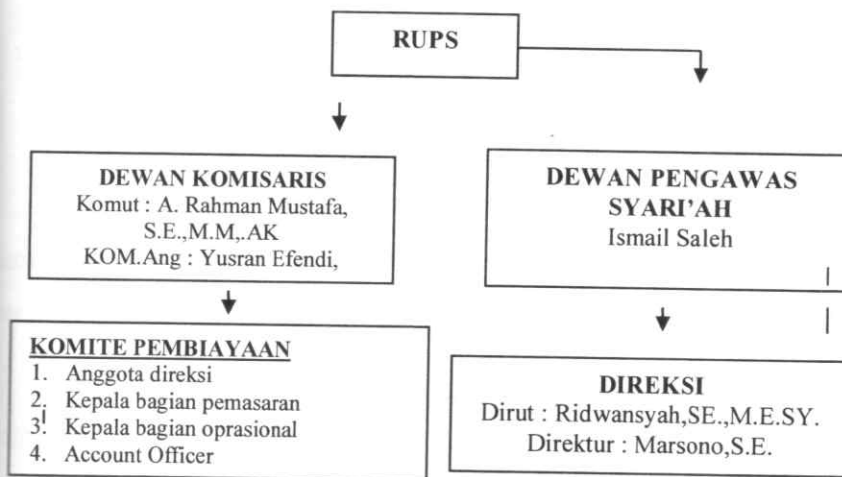 RUPS
DEWAN KOMISARIS
Komut : A. Rahman Mustafa,
S.E.,M.M,.AK
KOM.Ang : Yusran Efendi,
DEWAN PENGAWAS
SYARI'AH
Ismail Saleh
KOMITE PEMBIAYAAN
1. Anggota direksi
2. Kepala bagian pemasaran
3. Kepala bagian oprasional
4. Account Officer
DIREKSI
Dirut : Ridwansyah,SE.,M.E.SY.
Direktur : Marsono,S.E.